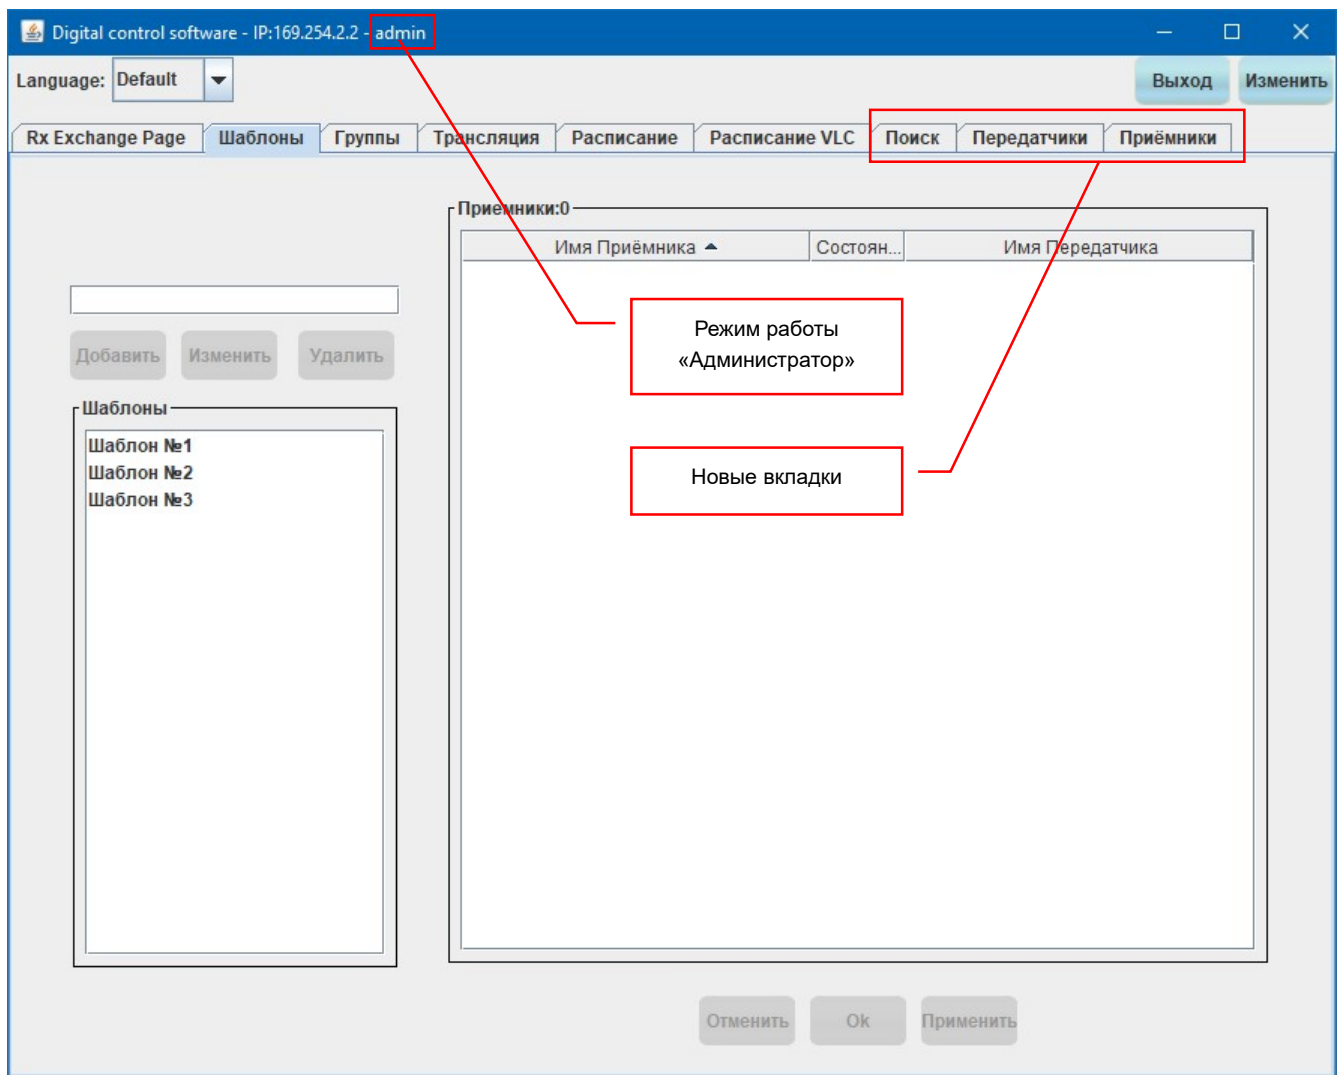 Digital control software - IP:169.254.2.2 - admin
Language: Default
Выход Изменить
Rx Exchange Page Шаблоны Группы Трансляция Расписание Расписание VLC Поиск Передатчики Приёмники
Приемники:0
Имя Приёмника Состоян... Имя Передатчика
Добавить Изменить Удалить
Режим работы
«Администратор»
Шаблоны
Шаблон №1
Шаблон №2
Шаблон №3
Новые вкладки
Отменить Ok Применить